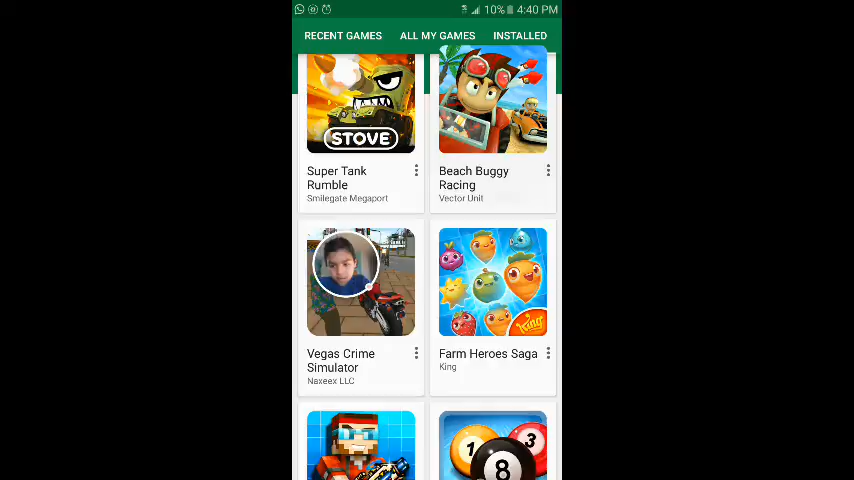 10% 4:40 PM
RECENT GAMES ALL MY GAMES INSTALLED
STOVE
Super Tank
Rumble
Smilegate Megaport
Beach Buggy
Racing
Vector Unit
King
Vegas Crime
Simulator
Naxeex LLC
Farm Heroes Saga
King
1
3
8